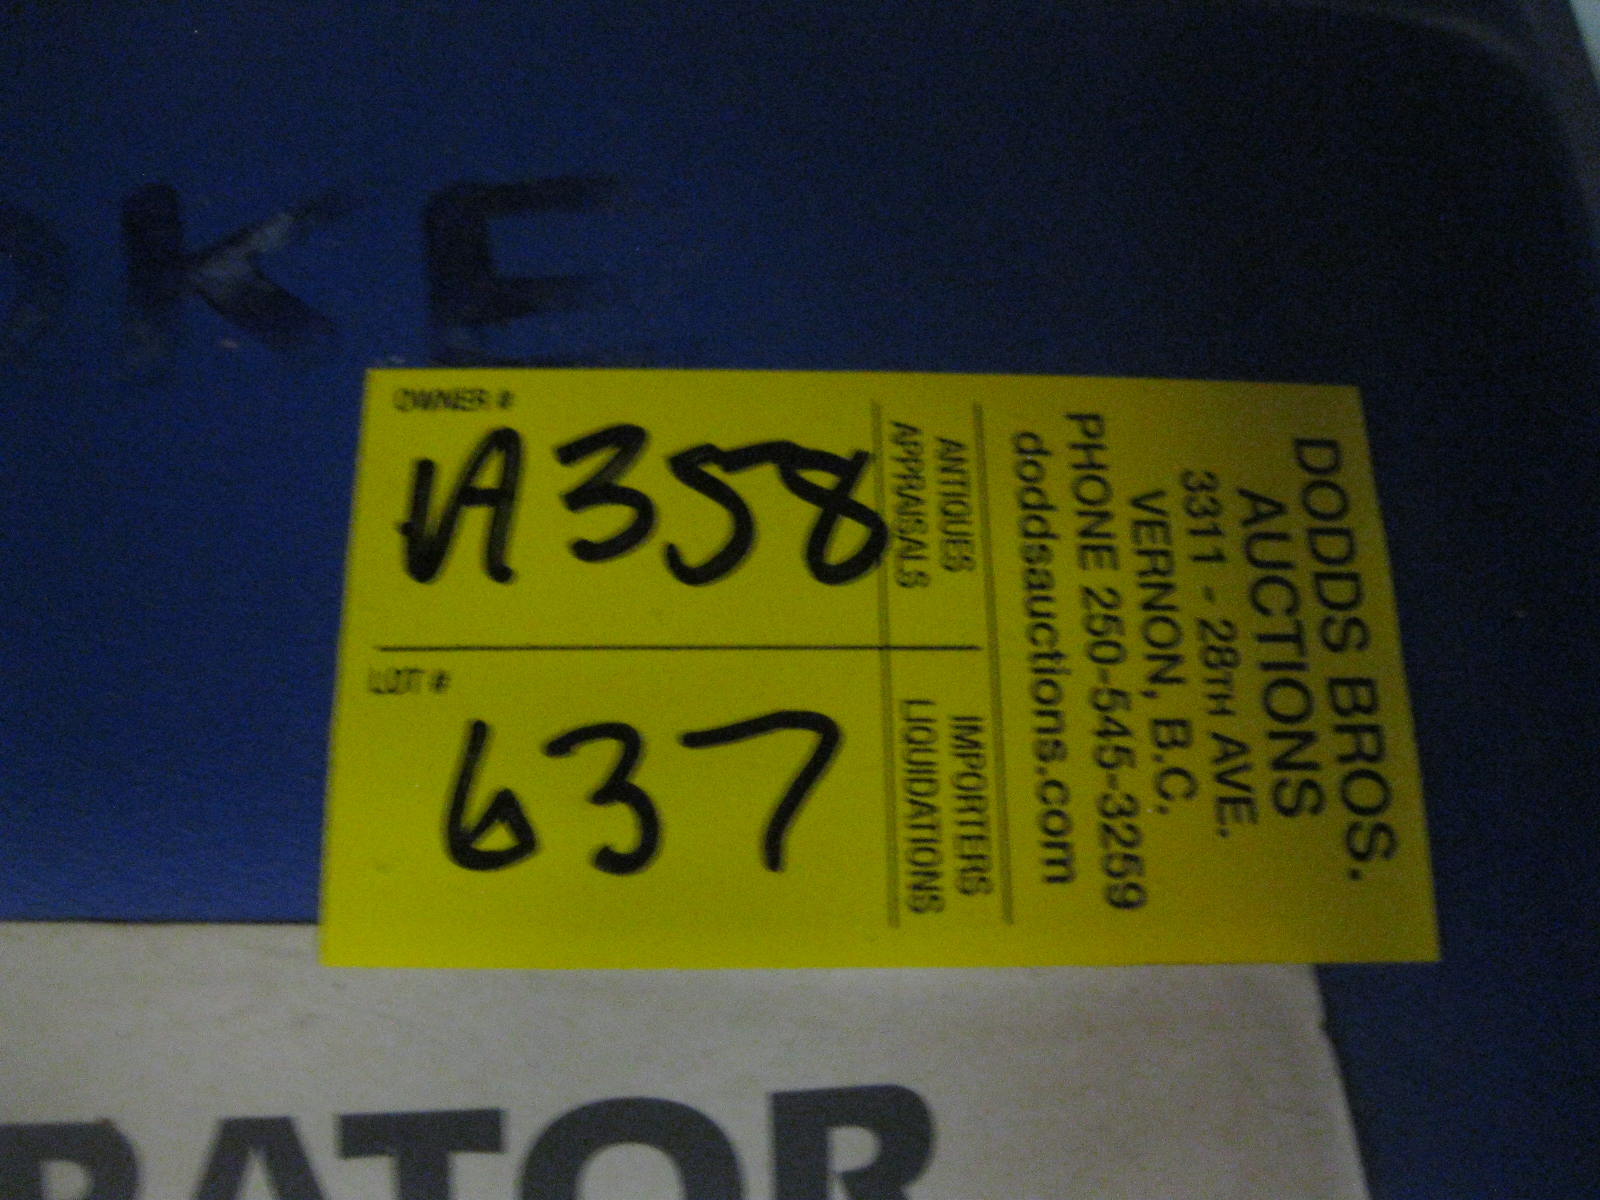 OKE
OWNER #
A358
LOT #
637
ANTIQUES
APPRAISALS
IMPORTERS
LIQUIDATIONS
DODDS BROS.
AUCTIONS
3311 - 28TH AVE.
VERNON, B.C.
PHONE 250-545-3259
doddsauctions.com
RATOR